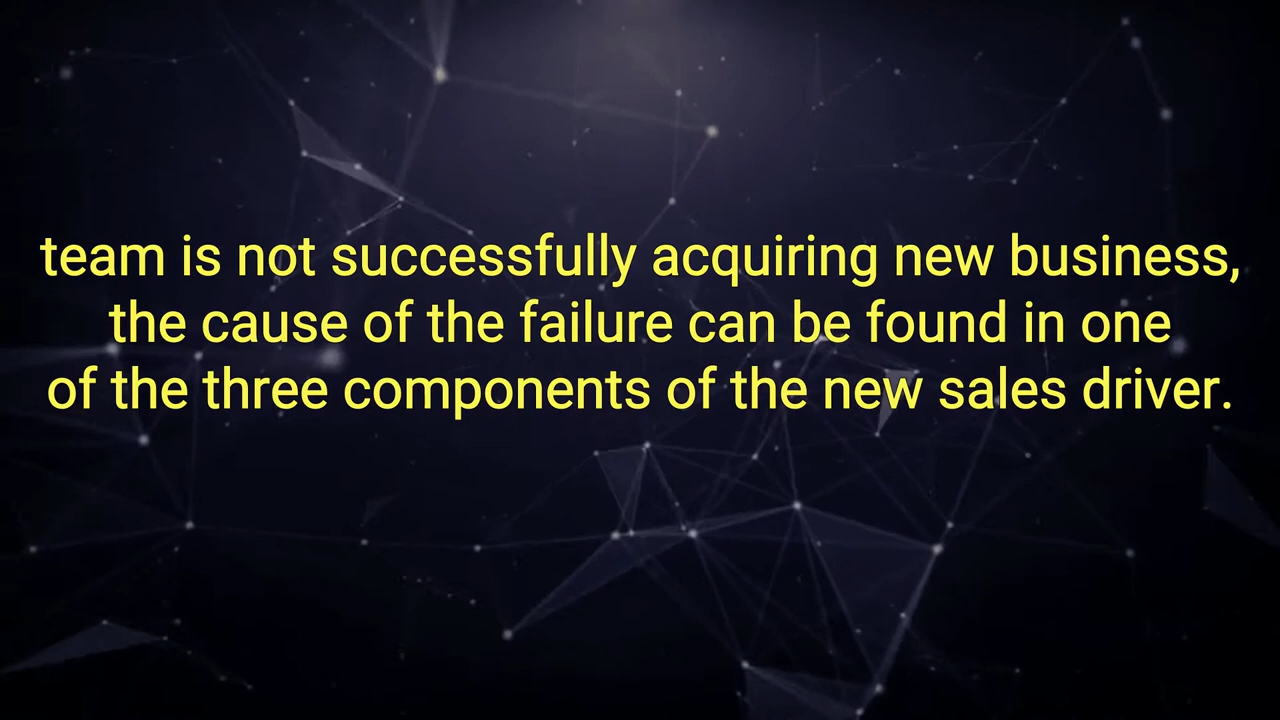 team is not successfully acquiring new business,
the cause of the failure can be found in one
of the three components of the new sales driver.